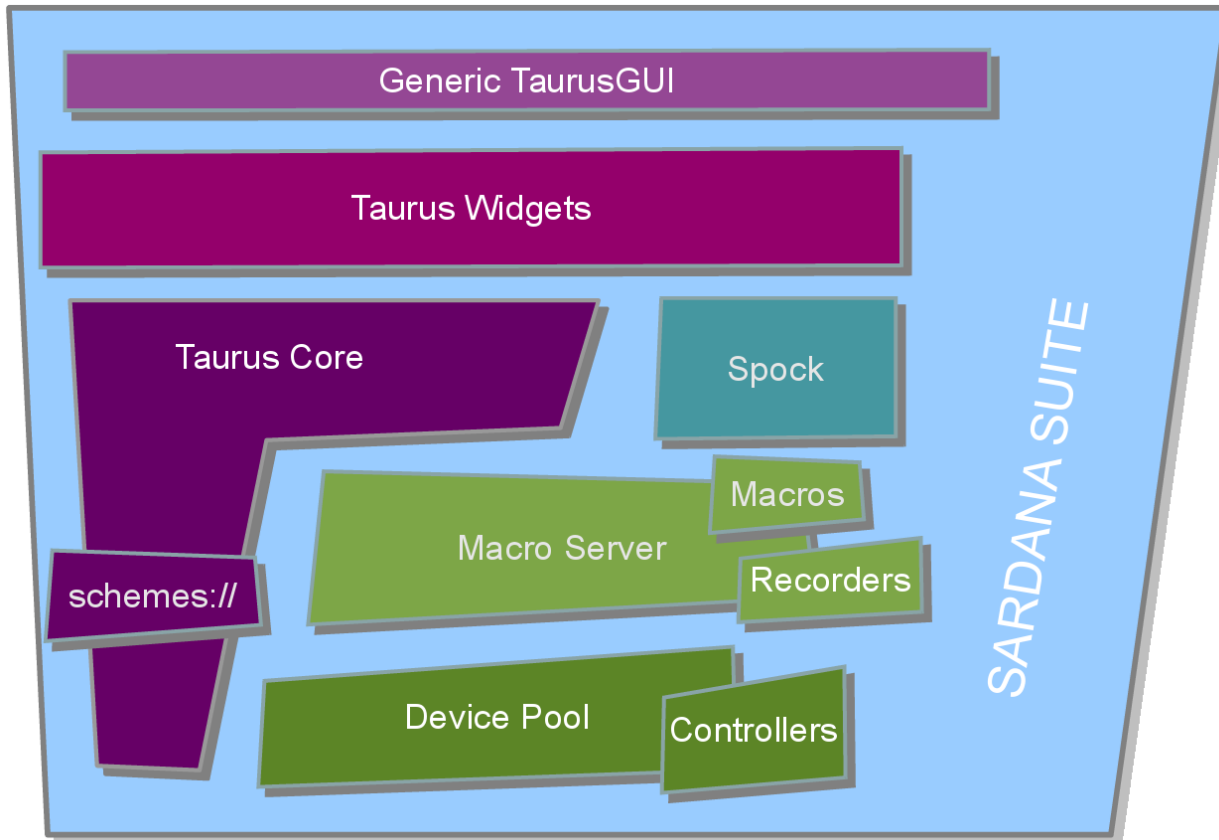 Generic TaurusGUI
Taurus Widgets
Taurus Core
Spock
Macros
Macro Server
Recorders
schemes://
Device Pool
Controllers
SARDANA SUITE